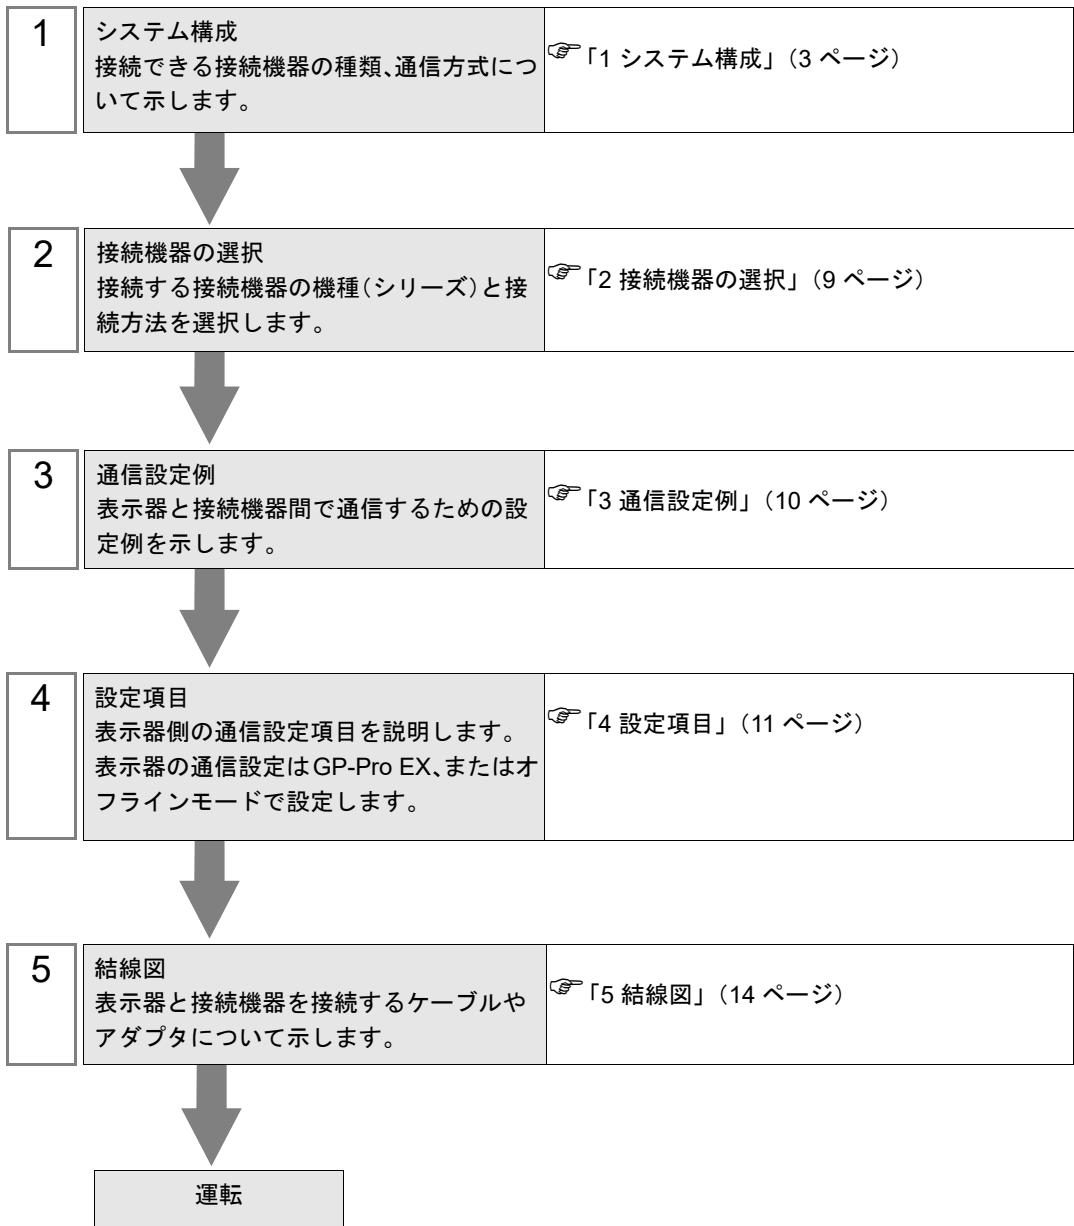 1
システム構成
接続できる接続機器の種類、通信方式につ
いて示します。
☞「1 システム構成」（3 ページ）
2
接続機器の選択
接続する接続機器の機種（シリーズ）と接
続方法を選択します。
☞「2 接続機器の選択」（9 ページ）
3
通信設定例
表示器と接続機器間で通信するための設
定例を示します。
☞「3 通信設定例」（10 ページ）
4
設定項目
表示器側の通信設定項目を説明します。
表示器の通信設定はGP-Pro EX、またはオ
フラインモードで設定します。
☞「4 設定項目」（11 ページ）
5
結線図
表示器と接続機器を接続するケーブルや
アダプタについて示します。
☞「5 結線図」（14 ページ）
運転